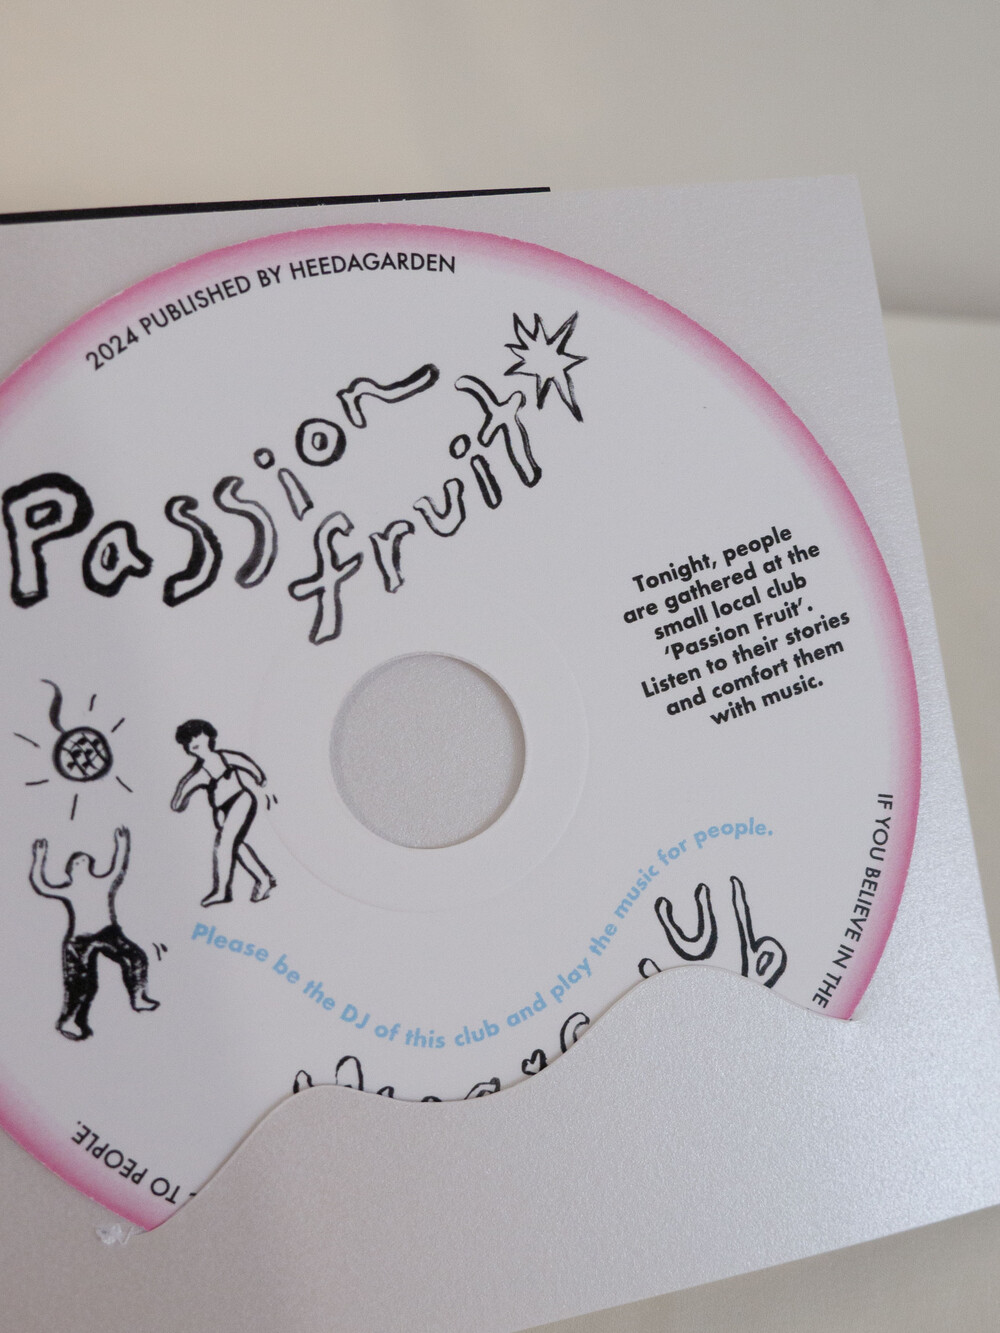 2024 PUBLISHED BY HEEDAGARDEN
Passion
fruit
Tonight, people
are gathered at the
small local club
‘Passion Fruit’.
Listen to their stories
and comfort them
with music.
Please be the DJ of this club and play the music for people.
ub
IF YOU BELIEVE IN THE
TO PEOPLE.